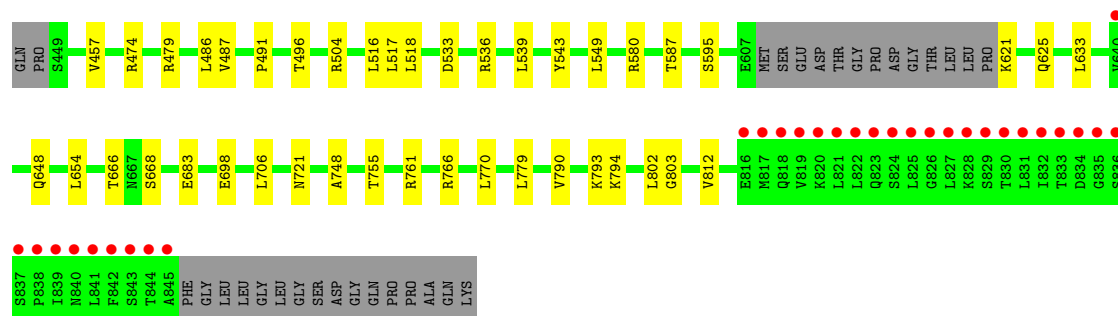 GLN PRO S449 V457 R474 R479 L486 V487 P491 T496 R504 L516 L517 L518 D533 R536 L539 Y543 L549 R580 T587 S595 E607 MET SER GLU ASP THR GLY PRO ASP GLY THR LEU LEU PRO K621 Q625 L633 V640
Q648 L654 T666 N667 S668 E683 E698 L706 N721 A748 T755 R761 R766 L770 L779 V790 K793 K794 L802 G803 V812 E816 M817 Q818 V819 K820 L821 L822 Q823 S824 L825 G826 L827 K828 S829 T830 L831 I832 T833 D834 G835 S836
S837 P838 I839 N840 L841 F842 S843 T844 A845 PHE GLY LEU LEU GLY LEU GLY SER ASP GLY GLN PRO PRO ALA GLN LYS